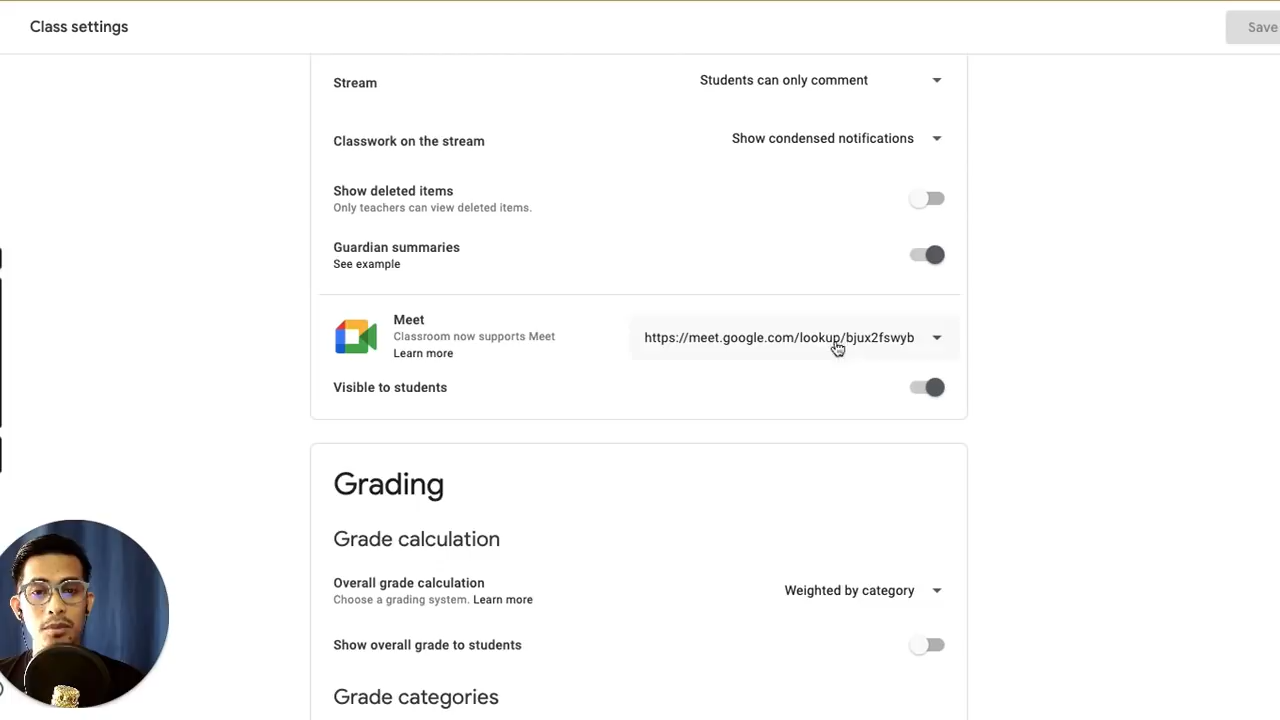 Class settings
Save
Stream
Students can only comment
Classwork on the stream
Show condensed notifications
Show deleted items
Only teachers can view deleted items.
Guardian summaries
See example
Meet
Classroom now supports Meet
Learn more
https://meet.google.com/lookup/bjux2fswyb
Visible to students
Grading
Grade calculation
Overall grade calculation
Choose a grading system. Learn more
Weighted by category
Show overall grade to students
Grade categories